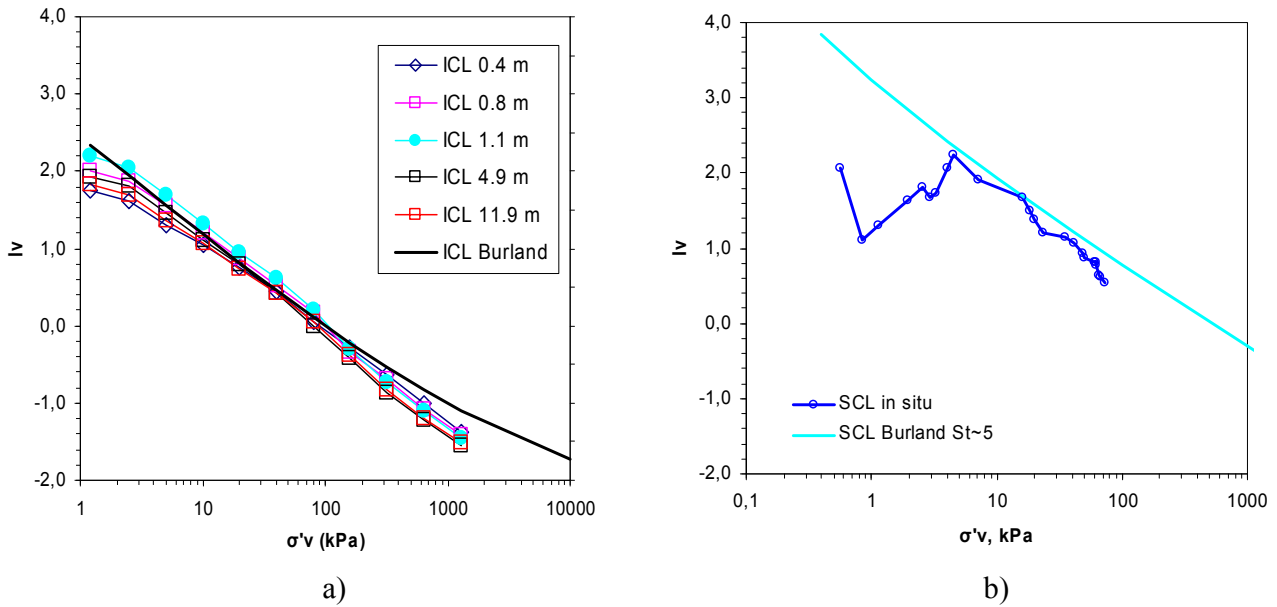 4,0
3,0
2,0
1,0
0,0
-1,0
-2,0
Iv
1
10
100
1000
10000
σ'v (kPa)
ICL 0.4 m
ICL 0.8 m
ICL 1.1 m
ICL 4.9 m
ICL 11.9 m
ICL Burland
a)
4,0
3,0
2,0
1,0
0,0
-1,0
-2,0
Iv
SCL in situ
SCL Burland St~5
0,1
1
10
100
1000
σ'v, kPa
b)